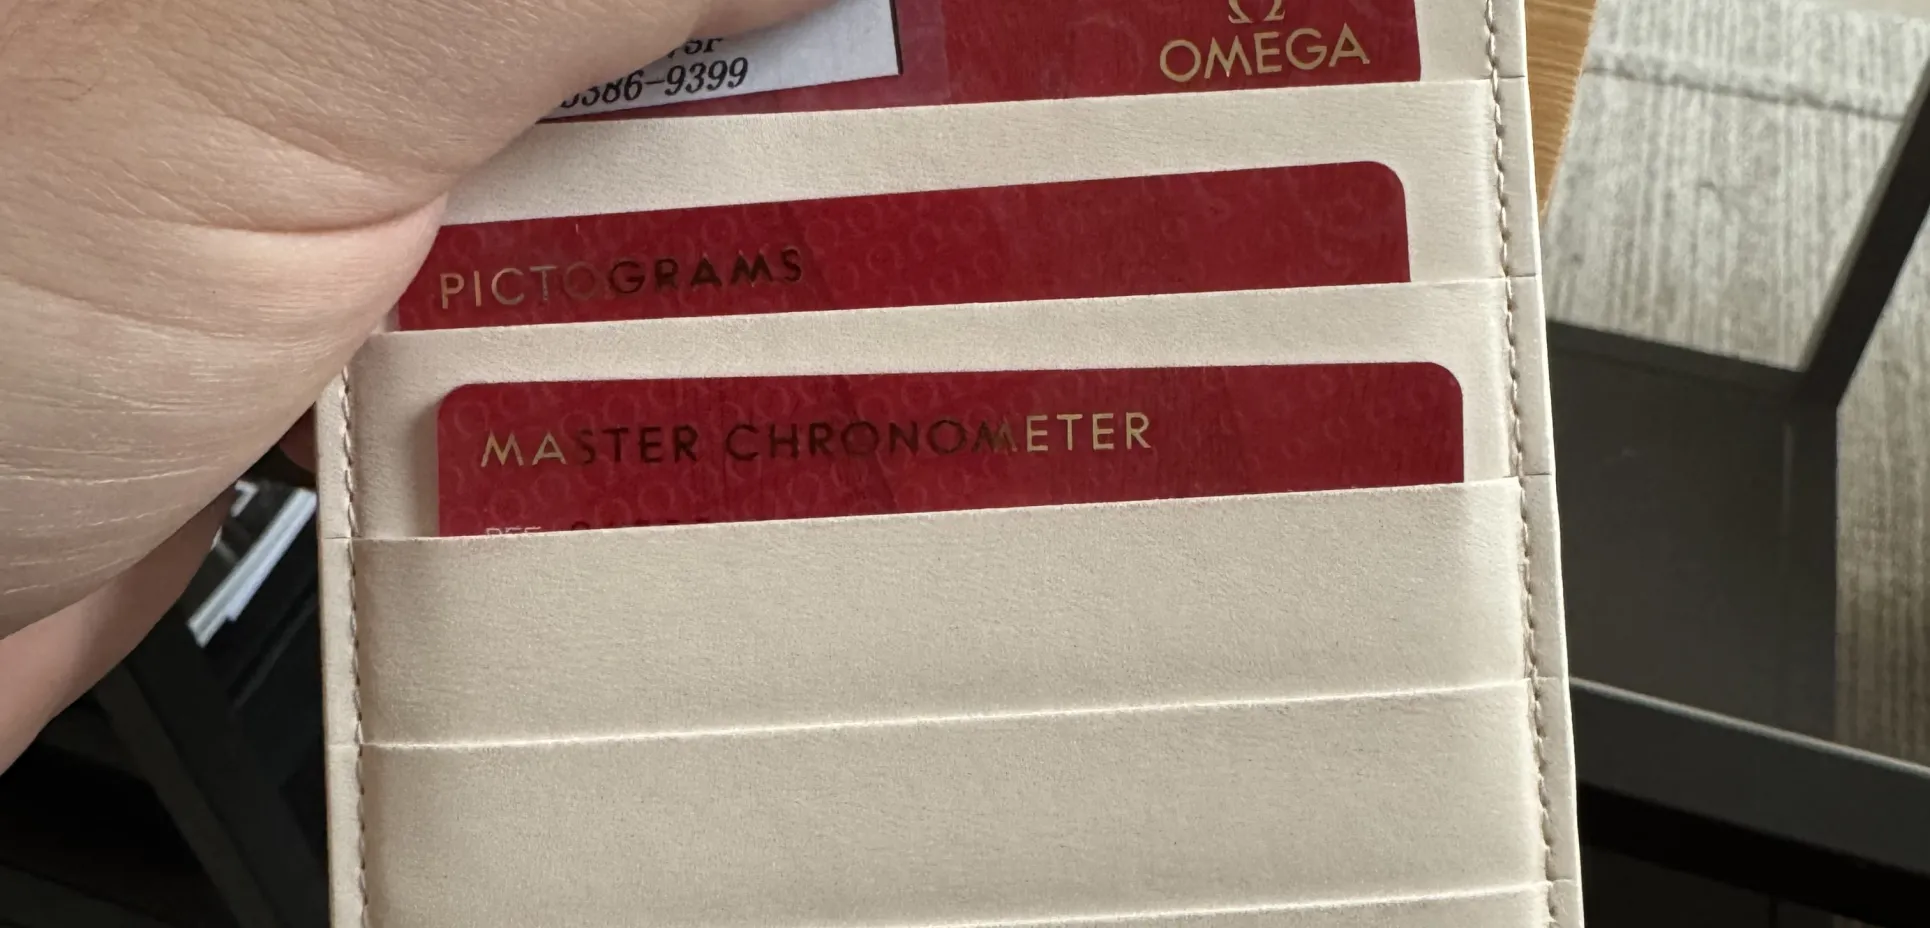 Ω
OMEGA
386-9399
PICTOGRAMS
MASTER CHRONOMETER